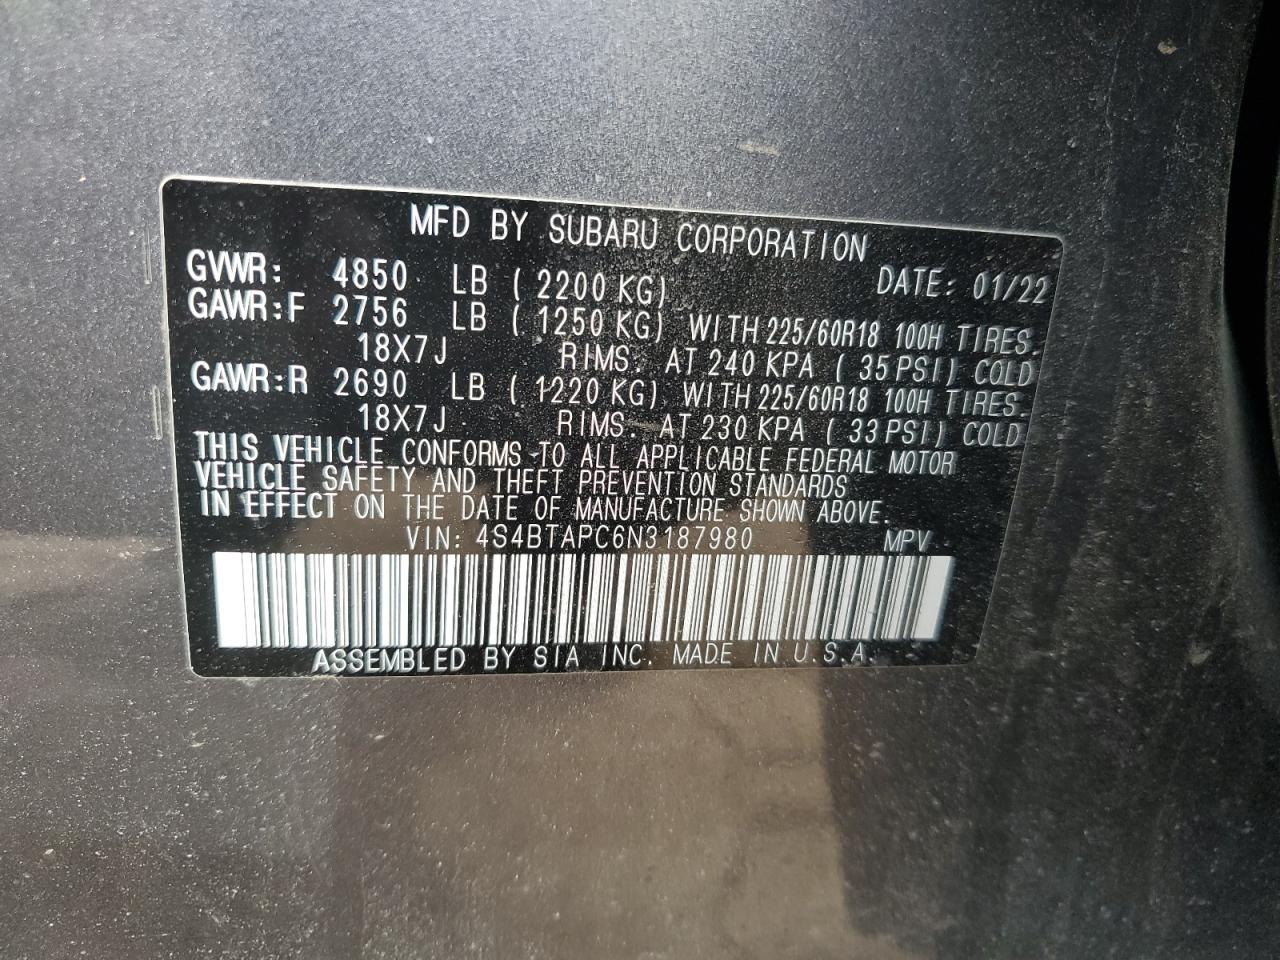 MFD BY SUBARU CORPORATION
GVWR: 4850 LB ( 2200 KG) DATE: 01/22
GAWR:F 2756 LB ( 1250 KG) WITH 225/60R18 100H TIRES.
18X7J RIMS. AT 240 KPA ( 35 PSI) COLD
GAWR:R 2690 LB ( 1220 KG) WITH 225/60R18 100H TIRES.
18X7J RIMS. AT 230 KPA ( 33 PSI) COLD
THIS VEHICLE CONFORMS TO ALL APPLICABLE FEDERAL MOTOR
VEHICLE SAFETY AND THEFT PREVENTION STANDARDS
IN EFFECT ON THE DATE OF MANUFACTURE SHOWN ABOVE.
VIN: 4S4BTAPC6N3187980 MPV
ASSEMBLED BY SIA INC. MADE IN U.S.A.